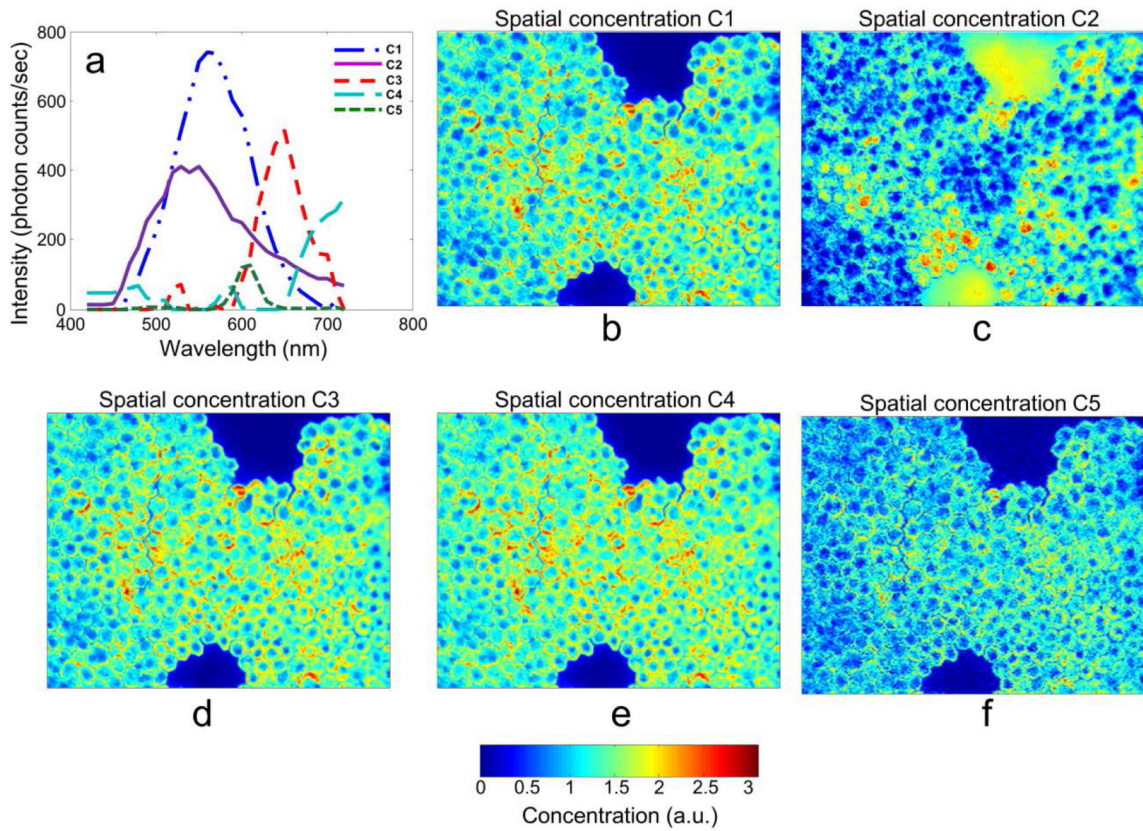 a
800
600
400
200
0
Intensity (photon counts/sec)
400 500 600 700 800
Wavelength (nm)
C1
C2
C3
C4
C5
Spatial concentration C1
b
Spatial concentration C2
c
Spatial concentration C3
d
Spatial concentration C4
e
Spatial concentration C5
f
0 0.5 1 1.5 2 2.5 3
Concentration (a.u.)